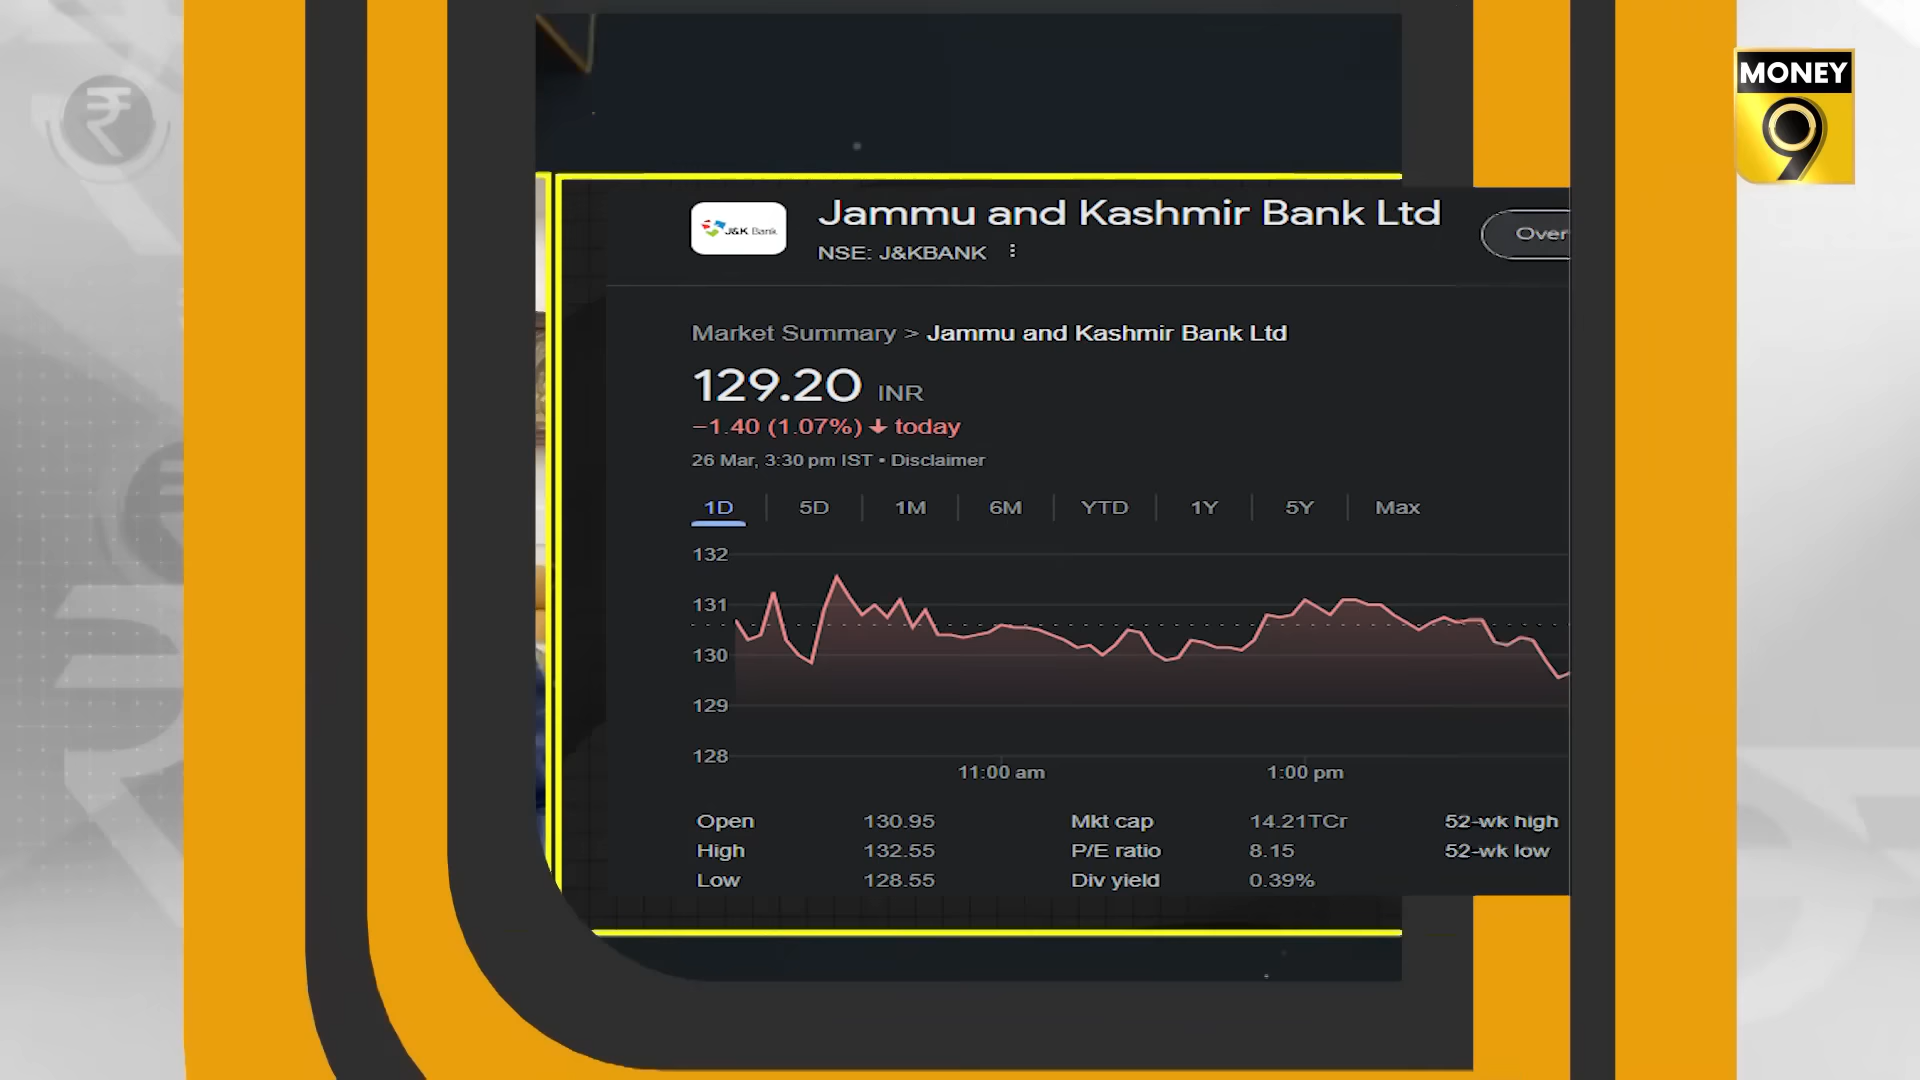 MONEY
9
J&K Bank
Jammu and Kashmir Bank Ltd
NSE: J&KBANK
Over
Market Summary > Jammu and Kashmir Bank Ltd
129.20 INR
−1.40 (1.07%) ↓ today
26 Mar, 3:30 pm IST • Disclaimer
1D 5D 1M 6M YTD 1Y 5Y Max
132
131
130
129
128
11:00 am 1:00 pm
Open 130.95 Mkt cap 14.21TCr 52-wk high
High 132.55 P/E ratio 8.15 52-wk low
Low 128.55 Div yield 0.39%